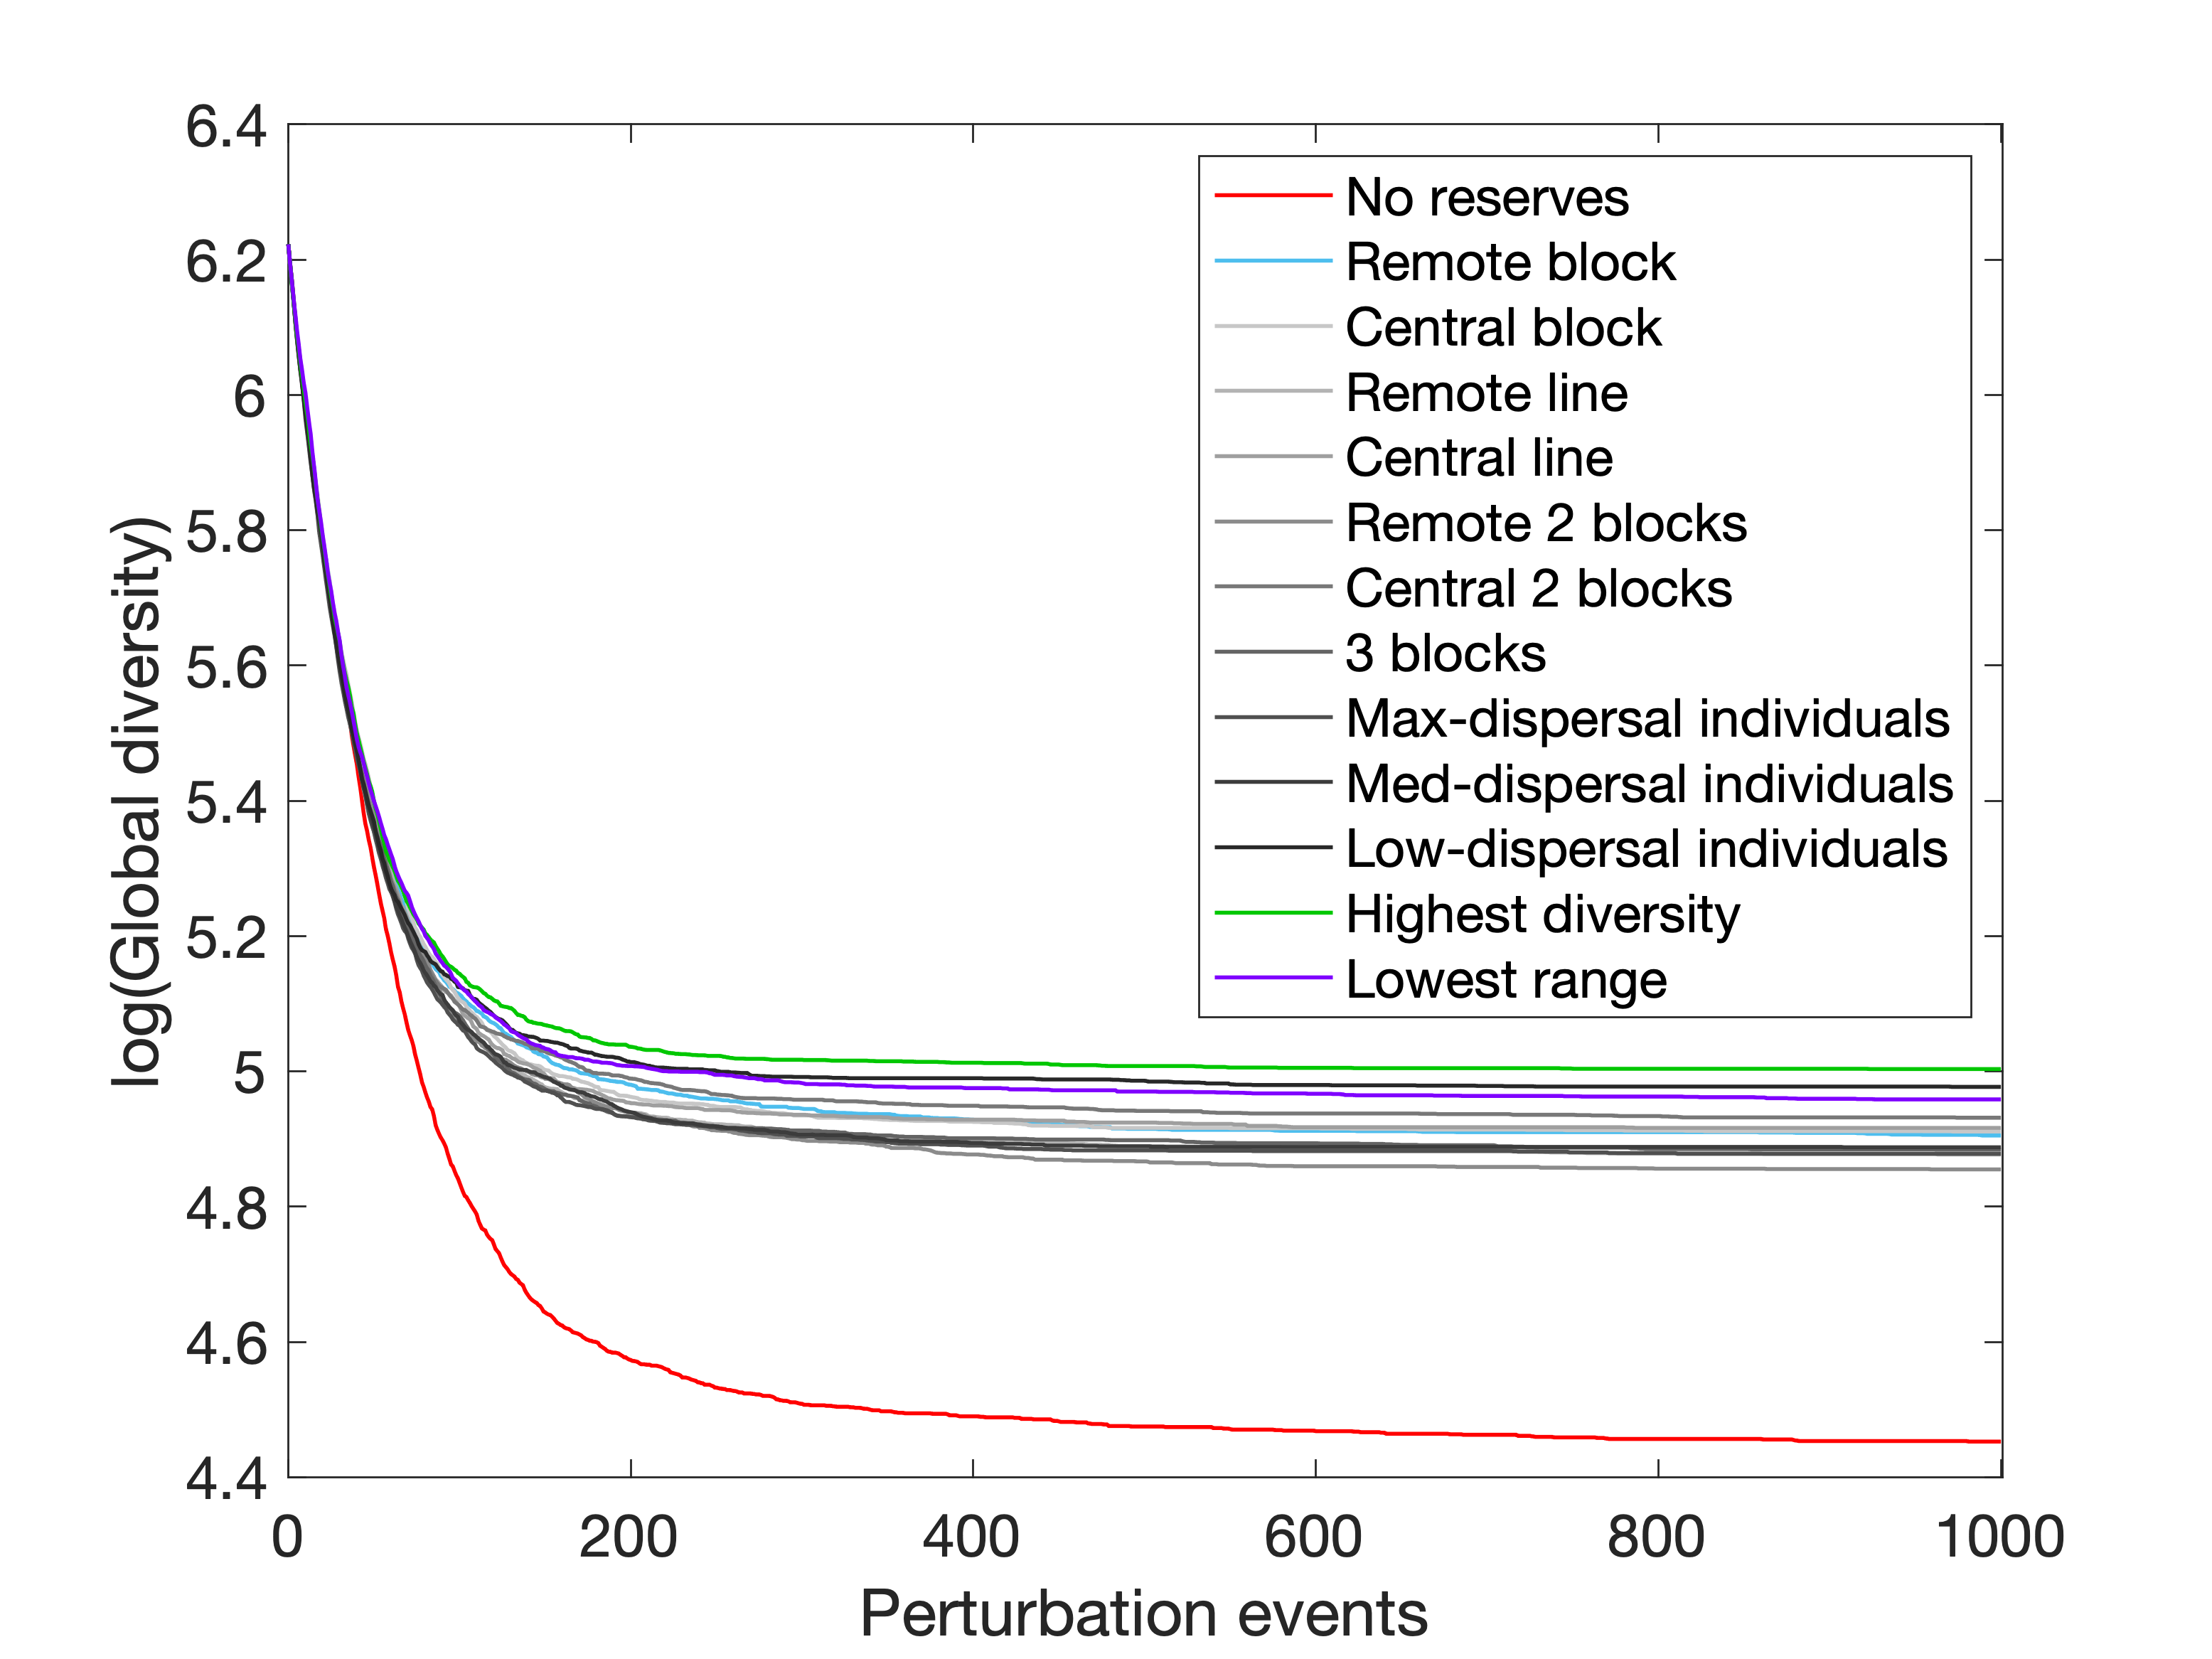 6.4
6.2
6
5.8
5.6
5.4
5.2
5
4.8
4.6
4.4
log(Global diversity)
No reserves
Remote block
Central block
Remote line
Central line
Remote 2 blocks
Central 2 blocks
3 blocks
Max-dispersal individuals
Med-dispersal individuals
Low-dispersal individuals
Highest diversity
Lowest range
0 200 400 600 800 1000
Perturbation events